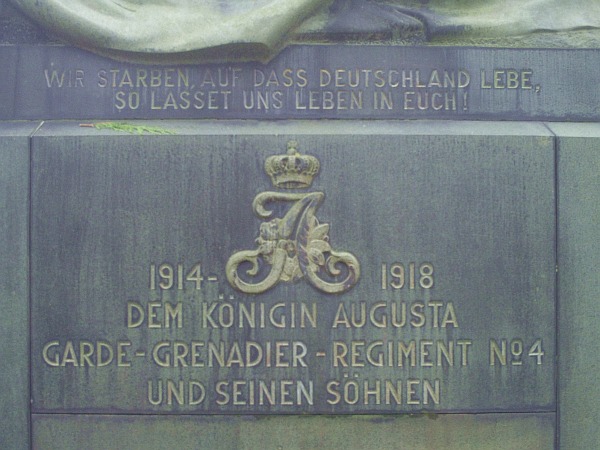 WIR STARBEN, AUF DASS DEUTSCHLAND LEBE,
SO LASSET UNS LEBEN IN EUCH!
A
1914- 1918
DEM KÖNIGIN AUGUSTA
GARDE-GRENADIER-REGIMENT Nº4
UND SEINEN SÖHNEN